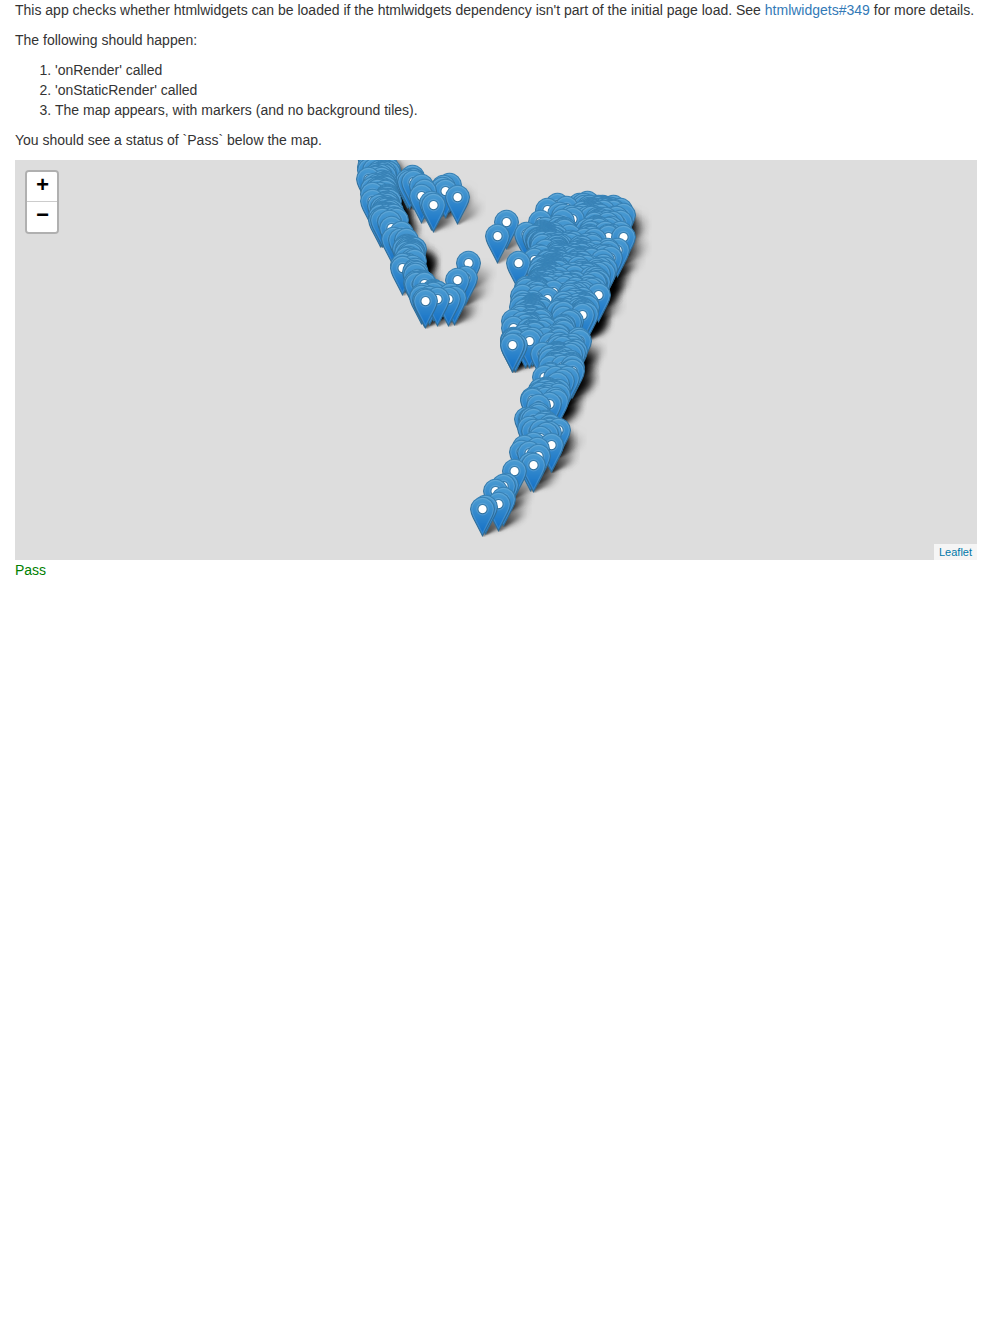 This app checks whether htmlwidgets can be loaded if the htmlwidgets dependency isn't part of the initial page load. See htmlwidgets#349 for more details.
The following should happen:
1. 'onRender' called
2. 'onStaticRender' called
3. The map appears, with markers (and no background tiles).
You should see a status of `Pass` below the map.
+
−
Leaflet
Pass